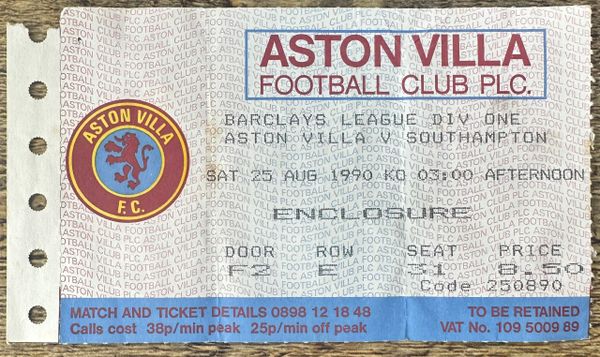 ASTON VILLA
FOOTBALL CLUB PLC.
ASTON VILLA
F.C.
BARCLAYS LEAGUE DIV ONE
ASTON VILLA V SOUTHAMPTON
SAT 25 AUG 1990 KO 03:00 AFTERNOON
ENCLOSURE
DOOR ROW SEAT PRICE
F2 E 31 8.50
Code 250890
MATCH AND TICKET DETAILS 0898 12 18 48
Calls cost 38p/min peak 25p/min off peak
TO BE RETAINED
VAT No. 109 5009 89